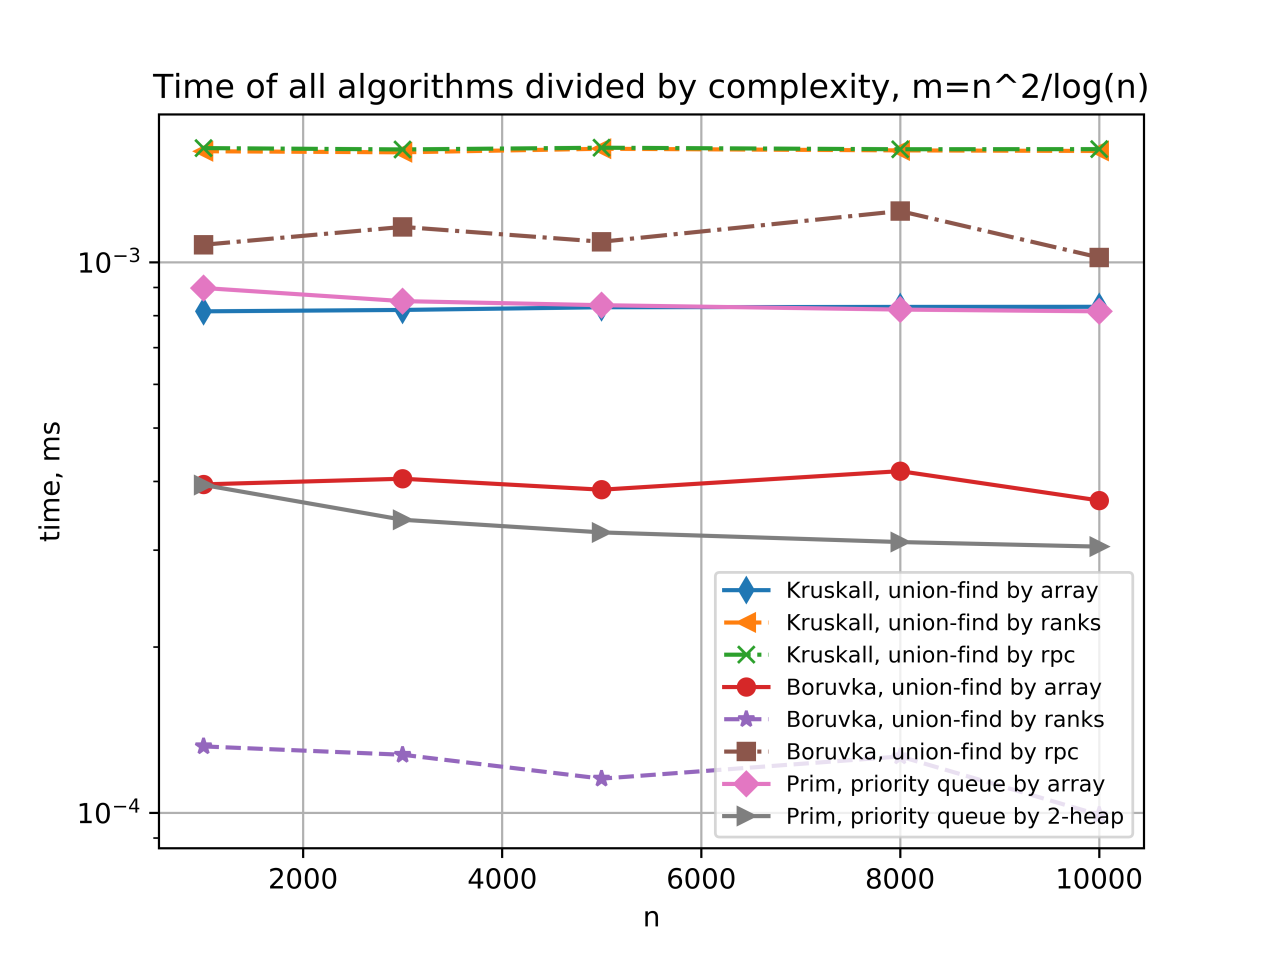 Time of all algorithms divided by complexity, m=n^2/log(n)
10⁻³
10⁻⁴
time, ms
2000 4000 6000 8000 10000
n
Kruskall, union-find by array
Kruskall, union-find by ranks
Kruskall, union-find by rpc
Boruvka, union-find by array
Boruvka, union-find by ranks
Boruvka, union-find by rpc
Prim, priority queue by array
Prim, priority queue by 2-heap